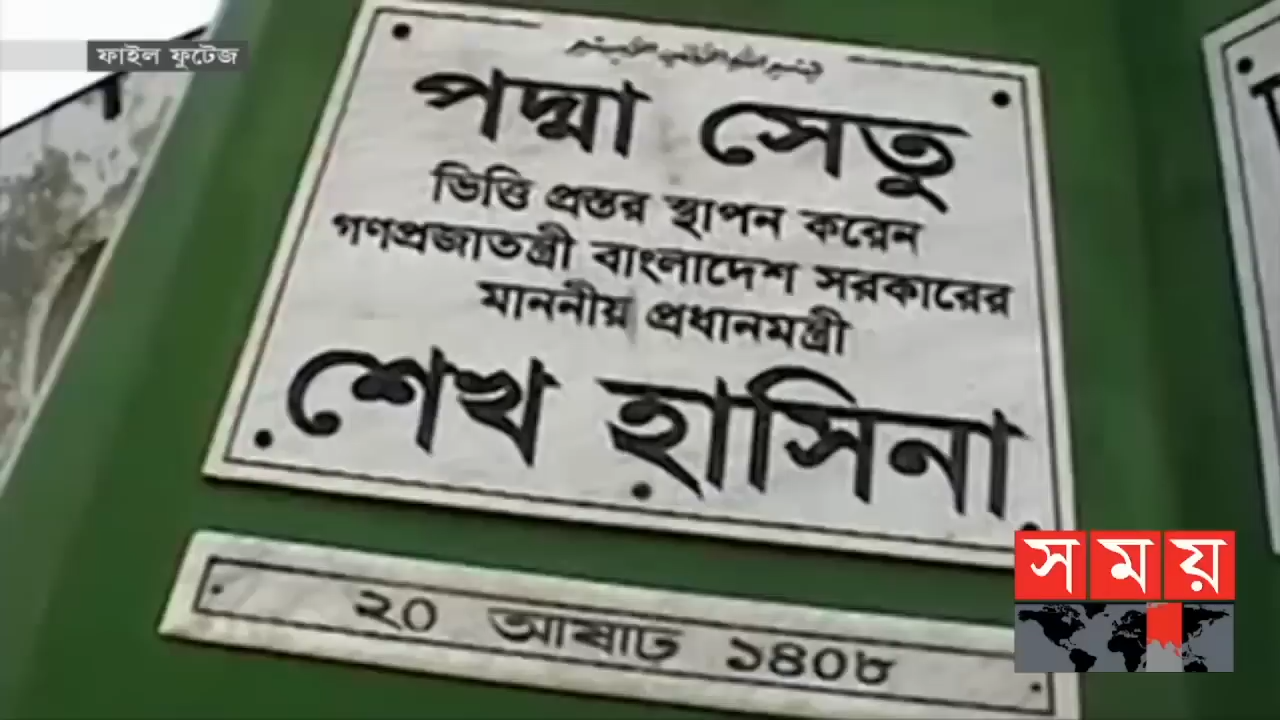 ফাইল ফুটেজ
পদ্মা সেতু
ভিত্তি প্রস্তর স্থাপন করেন
গণপ্রজাতন্ত্রী বাংলাদেশ সরকারের
মাননীয় প্রধানমন্ত্রী
শেখ হাসিনা
২০ আষাঢ় ১৪০৮
সময়